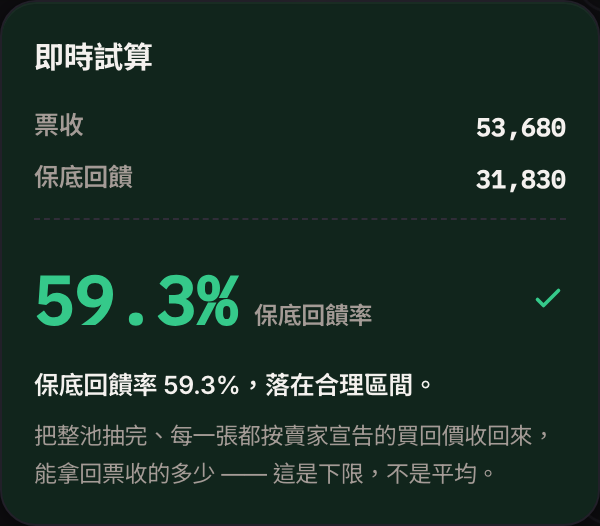 即時試算
票收 53,680
保底回饋 31,830
59.3% 保底回饋率
保底回饋率 59.3%，落在合理區間。
把整池抽完、每一張都按賣家宣告的買回價收回來，
能拿回票收的多少 —— 這是下限，不是平均。